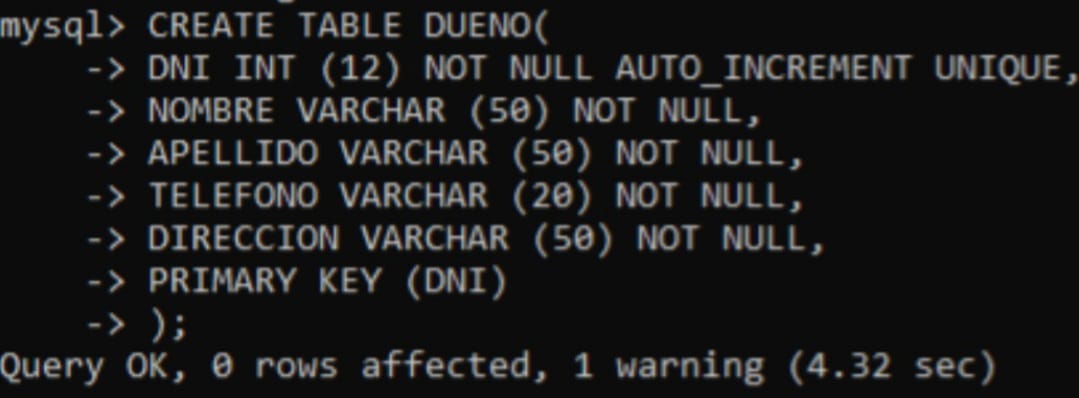 mysql> CREATE TABLE DUENO(
    -> DNI INT (12) NOT NULL AUTO_INCREMENT UNIQUE,
    -> NOMBRE VARCHAR (50) NOT NULL,
    -> APELLIDO VARCHAR (50) NOT NULL,
    -> TELEFONO VARCHAR (20) NOT NULL,
    -> DIRECCION VARCHAR (50) NOT NULL,
    -> PRIMARY KEY (DNI)
    -> );
Query OK, 0 rows affected, 1 warning (4.32 sec)